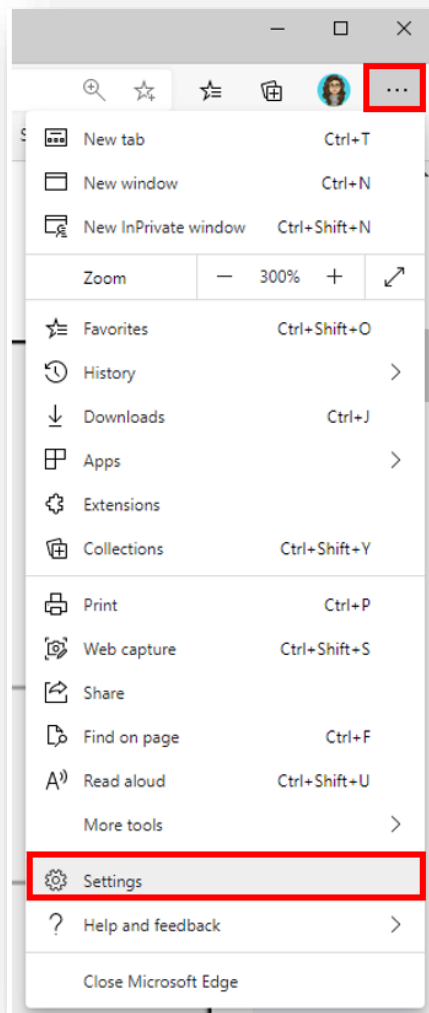 New tab Ctrl+T
New window Ctrl+N
New InPrivate window Ctrl+Shift+N
Zoom — 300% +
Favorites Ctrl+Shift+O
History
Downloads Ctrl+J
Apps
Extensions
Collections Ctrl+Shift+Y
Print Ctrl+P
Web capture Ctrl+Shift+S
Share
Find on page Ctrl+F
Read aloud Ctrl+Shift+U
More tools
Settings
Help and feedback
Close Microsoft Edge